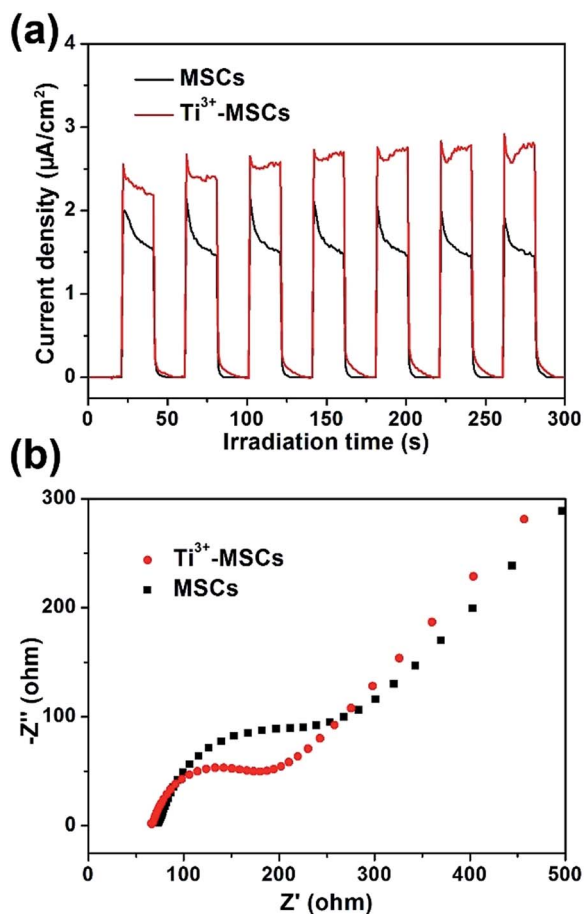 (a)
4
3
2
1
0
Current density (μA/cm²)
MSCs
Ti³⁺-MSCs
0 50 100 150 200 250 300
Irradiation time (s)
(b)
300
200
100
0
-Z'' (ohm)
Ti³⁺-MSCs
MSCs
0 100 200 300 400 500
Z' (ohm)